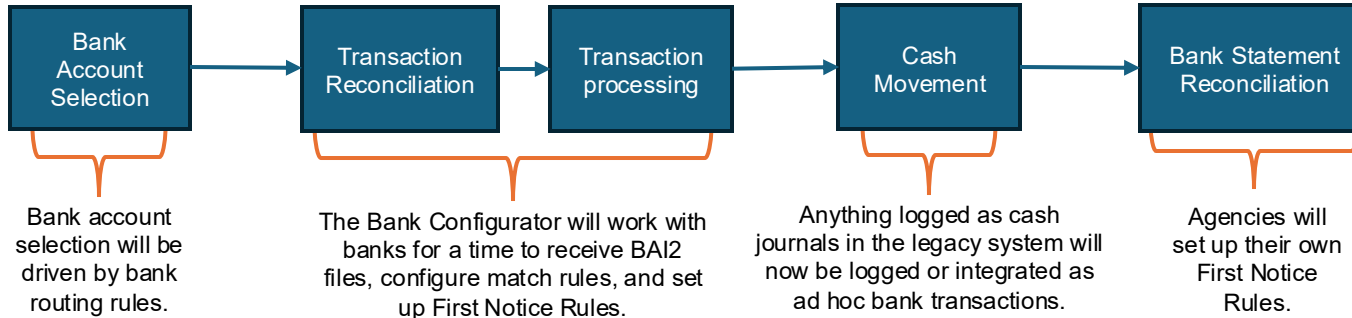 Bank
Account
Selection
Transaction
Reconciliation
Transaction
processing
Cash
Movement
Bank Statement
Reconciliation
Bank account
selection will be
driven by bank
routing rules.
The Bank Configurator will work with
banks for a time to receive BAI2
files, configure match rules, and set
up First Notice Rules.
Anything logged as cash
journals in the legacy system will
now be logged or integrated as
ad hoc bank transactions.
Agencies will
set up their own
First Notice
Rules.